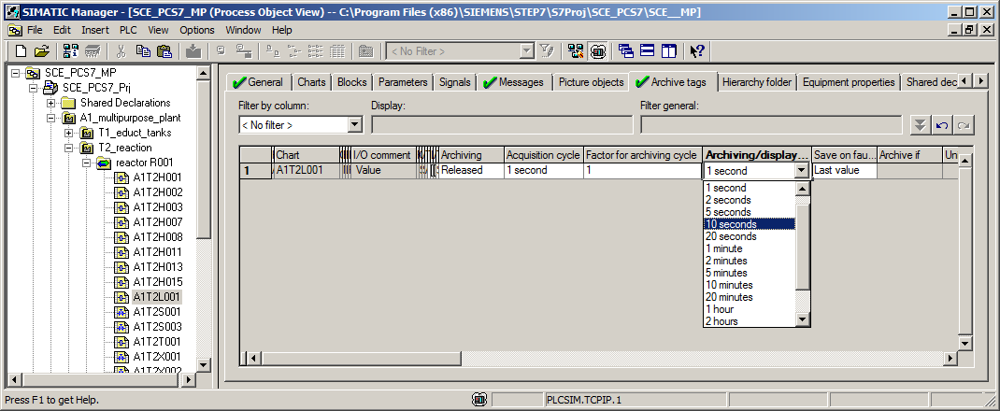 SIMATIC Manager - [SCE_PCS7_MP (Process Object View) -- C:\Program Files (x86)\SIEMENS\STEP7\S7Proj\SCE_PCS7\SCE__MP]
File Edit Insert PLC View Options Window Help
< No Filter >
SCE_PCS7_MP
SCE_PCS7_Prj
Shared Declarations
A1_multipurpose_plant
T1_educt_tanks
T2_reaction
reactor R001
A1T2H001
A1T2H002
A1T2H003
A1T2H007
A1T2H008
A1T2H011
A1T2H013
A1T2H015
A1T2L001
A1T2S001
A1T2S003
A1T2T001
A1T2X001
A1T2X002
General Charts Blocks Parameters Signals Messages Picture objects Archive tags Hierarchy folder Equipment properties Shared dec
Filter by column: Display: Filter general:
< No filter >
Chart I/O comment Archiving Acquisition cycle Factor for archiving cycle Archiving/display... Save on fau... Archive if Un
1 A1T2L001 Value Released 1 second 1 1 second Last value
1 second
2 seconds
5 seconds
10 seconds
20 seconds
1 minute
2 minutes
5 minutes
10 minutes
20 minutes
1 hour
2 hours
Press F1 to get Help. PLCSIM.TCPIP.1